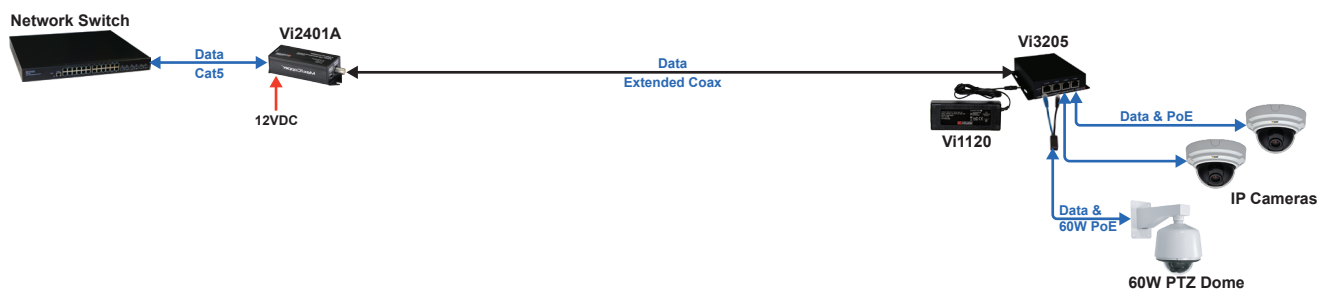 Network Switch
Vi2401A
Data
Cat5
12VDC
Data
Extended Coax
Vi3205
Vi1120
Data & PoE
IP Cameras
Data &
60W PoE
60W PTZ Dome